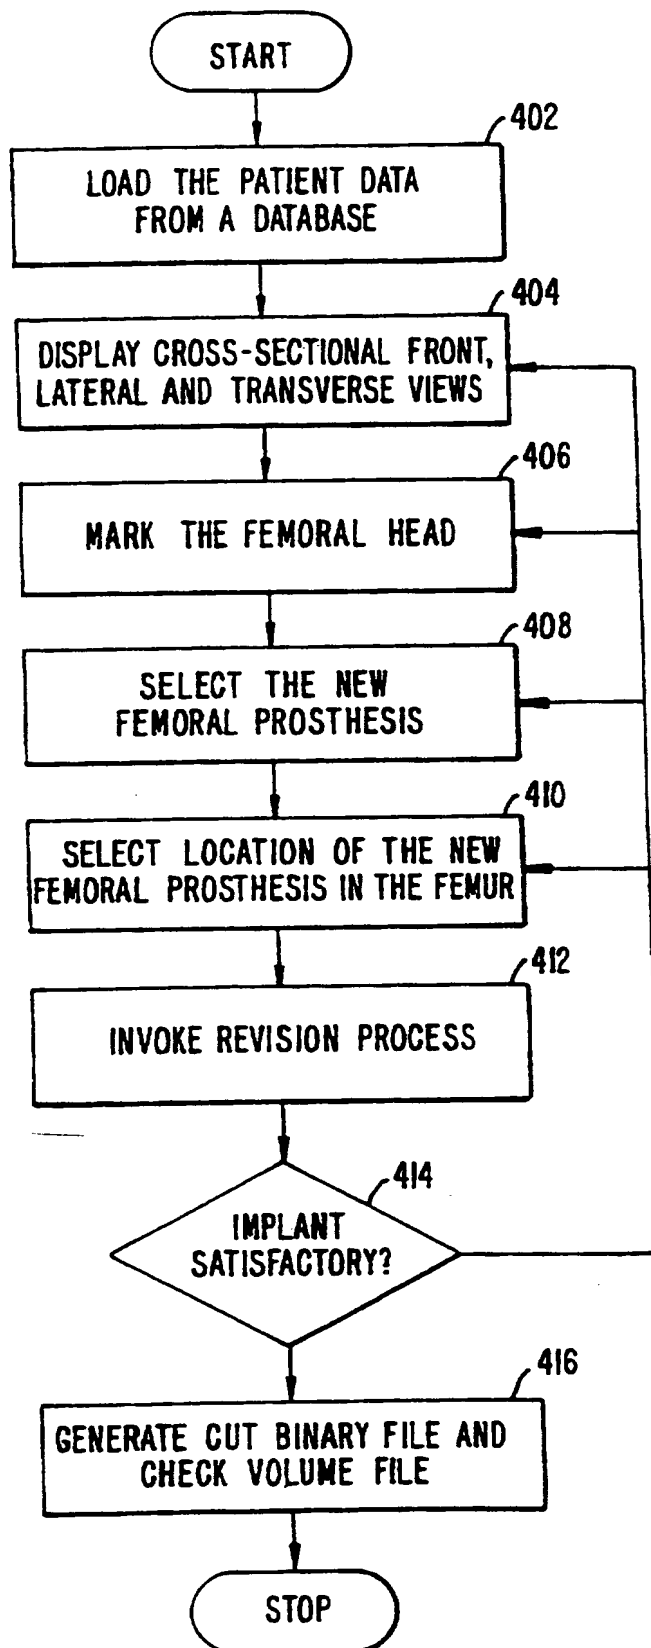 START
402
LOAD THE PATIENT DATA
FROM A DATABASE
404
DISPLAY CROSS-SECTIONAL FRONT,
LATERAL AND TRANSVERSE VIEWS
406
MARK THE FEMORAL HEAD
408
SELECT THE NEW
FEMORAL PROSTHESIS
410
SELECT LOCATION OF THE NEW
FEMORAL PROSTHESIS IN THE FEMUR
412
INVOKE REVISION PROCESS
414
IMPLANT
SATISFACTORY?
416
GENERATE CUT BINARY FILE AND
CHECK VOLUME FILE
STOP